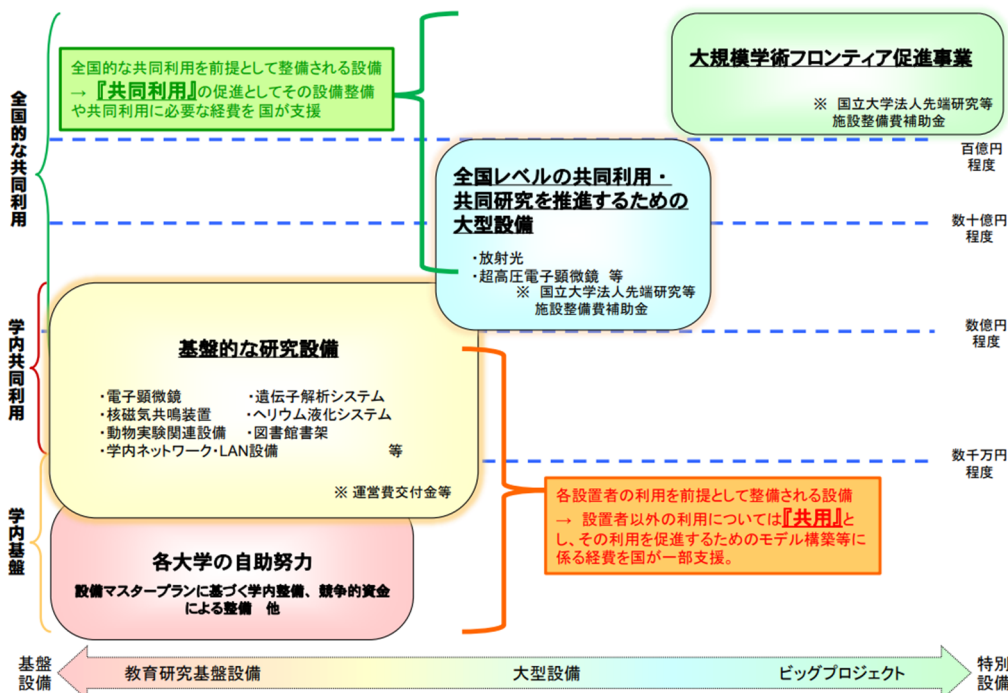 全国的な共同利用を前提として整備される設備
→ 『共同利用』の促進としてその設備整備
や共同利用に必要な経費を国が支援
大規模学術フロンティア促進事業
※ 国立大学法人先端研究等
施設整備費補助金
全国的な共同利用
百億円
程度
全国レベルの共同利用・
共同研究を推進するための
大型設備
・放射光
・超高圧電子顕微鏡 等
※ 国立大学法人先端研究等
施設整備費補助金
数十億円
程度
学内共同利用
数億円
程度
基盤的な研究設備
・電子顕微鏡 ・遺伝子解析システム
・核磁気共鳴装置 ・ヘリウム液化システム
・動物実験関連設備 ・図書館書架
・学内ネットワーク・LAN設備 等
※ 運営費交付金等
数千万円
程度
各設置者の利用を前提として整備される設備
→ 設置者以外の利用については『共用』と
し、その利用を促進するためのモデル構築等に
係る経費を国が一部支援。
学内基盤
各大学の自助努力
設備マスタープランに基づく学内整備、競争的資金
による整備 他
基盤
設備
教育研究基盤設備
大型設備
ビッグプロジェクト
特別
設備